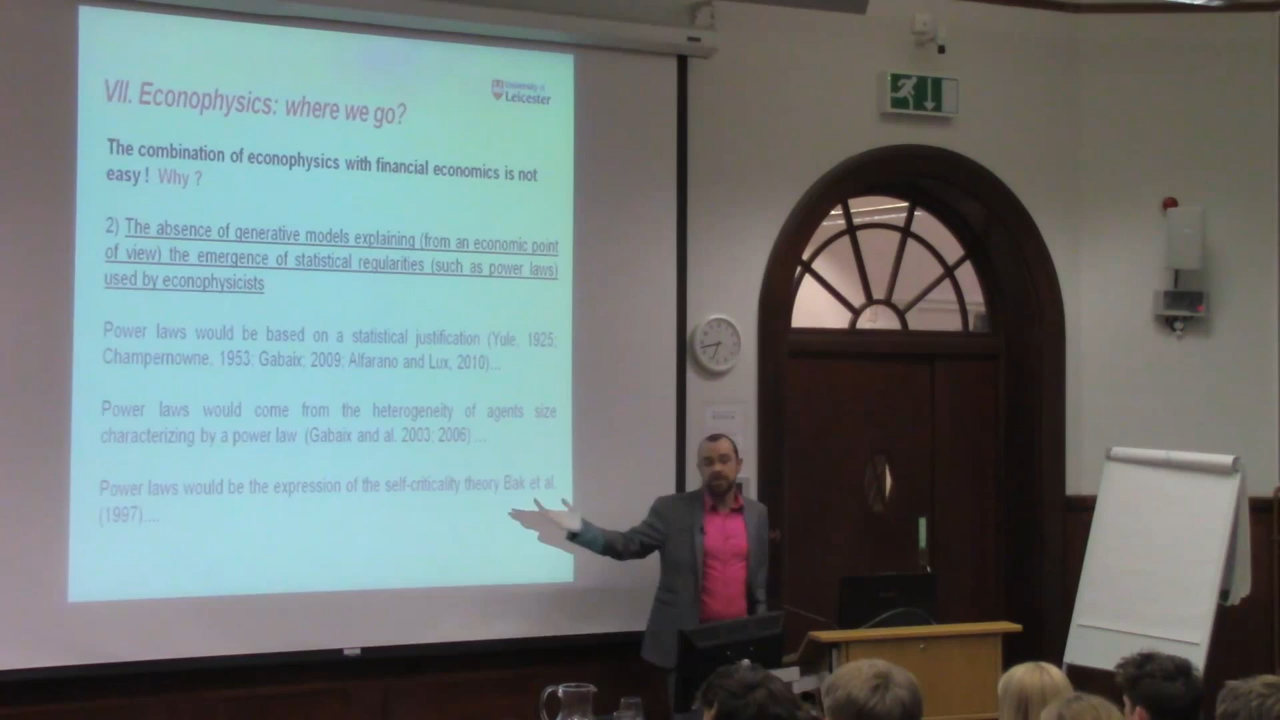 VII. Econophysics: where we go?
University of
Leicester
The combination of econophysics with financial economics is not
easy! Why ?
2) The absence of generative models explaining (from an economic point
of view) the emergence of statistical regularities (such as power laws)
used by econophysicists
Power laws would be based on a statistical justification (Yule, 1925;
Champernowne, 1953; Gabaix; 2009; Alfarano and Lux, 2010)...
Power laws would come from the heterogeneity of agents size
characterizing by a power law (Gabaix and al. 2003; 2006)....
Power laws would be the expression of the self-criticality theory Bak et al.
(1997)....